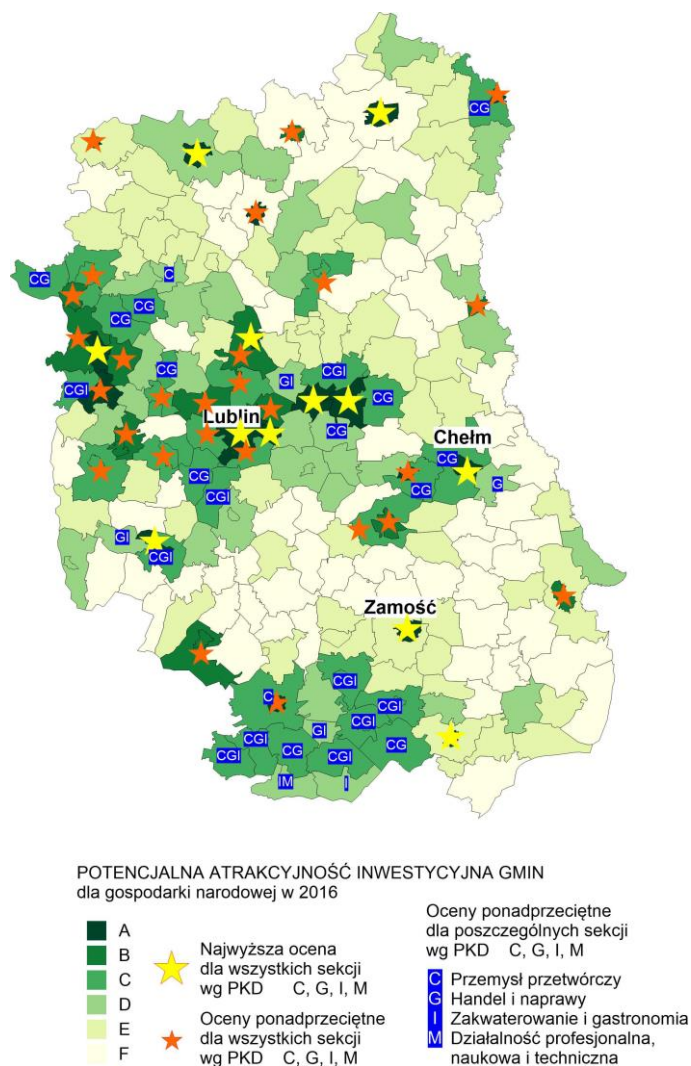 CG
CG
C
CG
CG
CGI
CG
GI
CGI
CG
Lublin
CG
Chełm
CG
CG
G
CG
CGI
GI
CGI
Zamość
CGI
C
CGI
CGI
GI
CGI
CG
CGI
CG
CGI
IM
I
POTENCJALNA ATRAKCYJNOŚĆ INWESTYCYJNA GMIN
dla gospodarki narodowej w 2016
A
B
C
D
E
F
Najwyższa ocena
dla wszystkich sekcji
wg PKD C, G, I, M
Oceny ponadprzeciętne
dla wszystkich sekcji
wg PKD C, G, I, M
Oceny ponadprzeciętne
dla poszczególnych sekcji
wg PKD C, G, I, M
C Przemysł przetwórczy
G Handel i naprawy
I Zakwaterowanie i gastronomia
M Działalność profesjonalna,
naukowa i techniczna